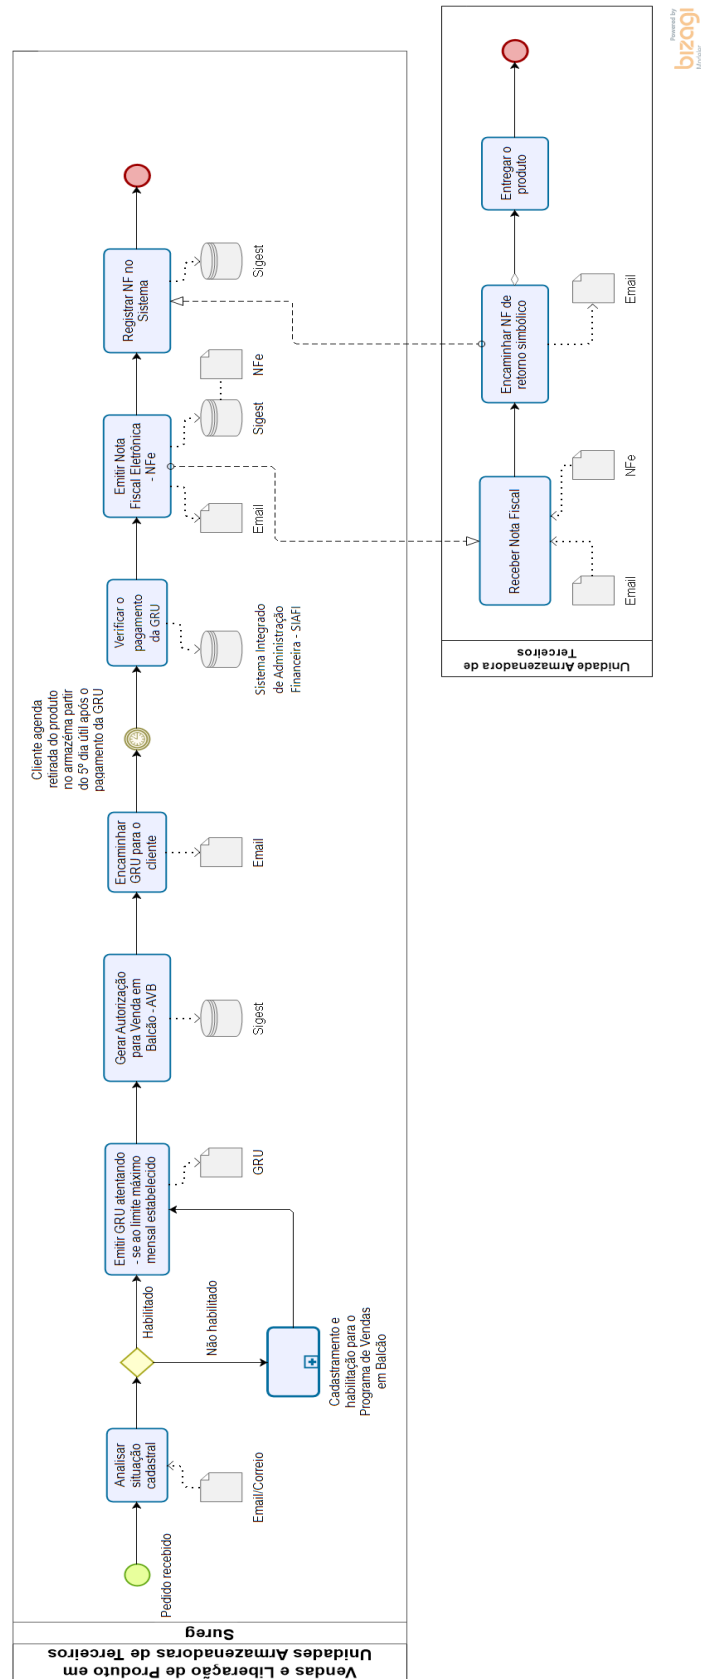 Vendas e Liberação de Produto em
Unidades Armazenadoras de Terceiros
Sureg
Pedido recebido
Analisar
situação
cadastral
Email/Correio
Habilitado
Não habilitado
Cadastramento e
habilitação para o
Programa de Vendas
em Balcão
Emitir GRU atentando
- se ao limite máximo
mensal estabelecido
GRU
Gerar Autorização
para Venda em
Balcão - AVB
Sigest
Encaminhar
GRU para o
cliente
Email
Cliente agenda
retirada do produto
no armazéma partir
do 5º dia útil após o
pagamento da GRU
Verificar o
pagamento
da GRU
Sistema Integrado
de Administração
Financeira - SIAFI
Emitir Nota
Fiscal Eletrônica
- NFe
Email
Sigest
NFe
Registrar NF no
Sistema
Sigest
Unidade Armazenadora de
Terceiros
Receber Nota Fiscal
Email
NFe
Encaminhar NF de
retorno simbólico
Email
Entregar o
produto
Powered by
bizagi
Modeler